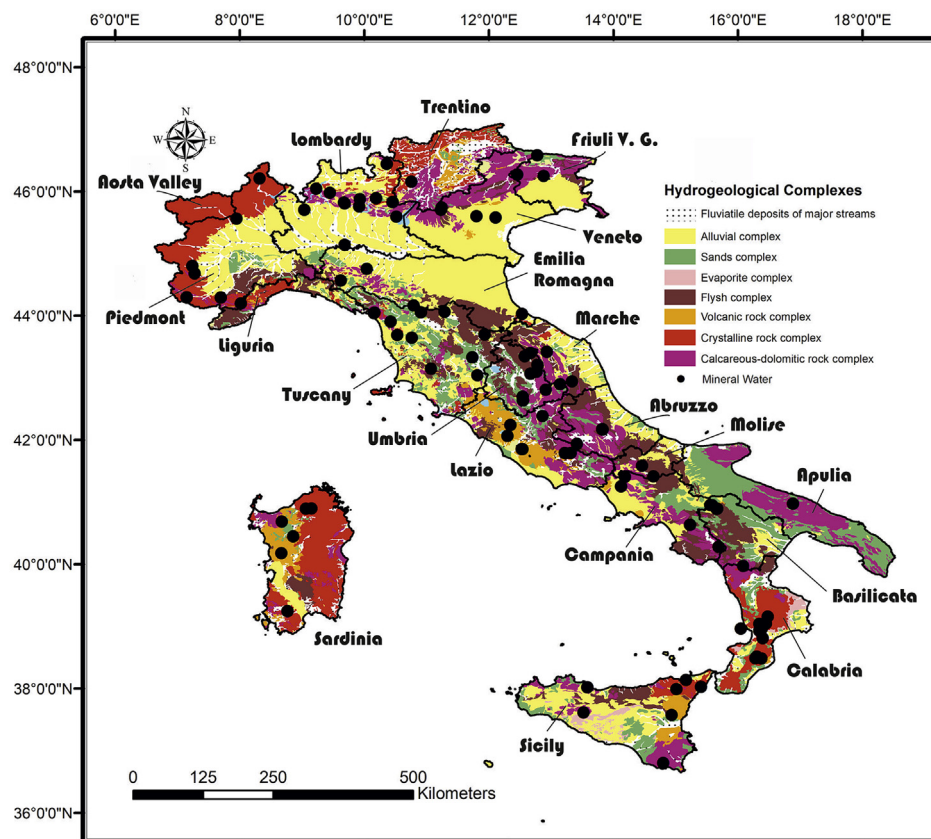 6°0'0"E 8°0'0"E 10°0'0"E 12°0'0"E 14°0'0"E 16°0'0"E 18°0'0"E
48°0'0"N
46°0'0"N
44°0'0"N
42°0'0"N
40°0'0"N
38°0'0"N
36°0'0"N
N
W E
S
Trentino
Lombardy
Friuli V. G.
Aosta Valley
Veneto
Emilia
Romagna
Piedmont
Liguria
Marche
Tuscany
Umbria
Abruzzo
Molise
Lazio
Apulia
Campania
Basilicata
Sardinia
Calabria
Sicily
Hydrogeological Complexes
Fluviatile deposits of major streams
Alluvial complex
Sands complex
Evaporite complex
Flysh complex
Volcanic rock complex
Crystalline rock complex
Calcareous-dolomitic rock complex
Mineral Water
0 125 250 500
Kilometers